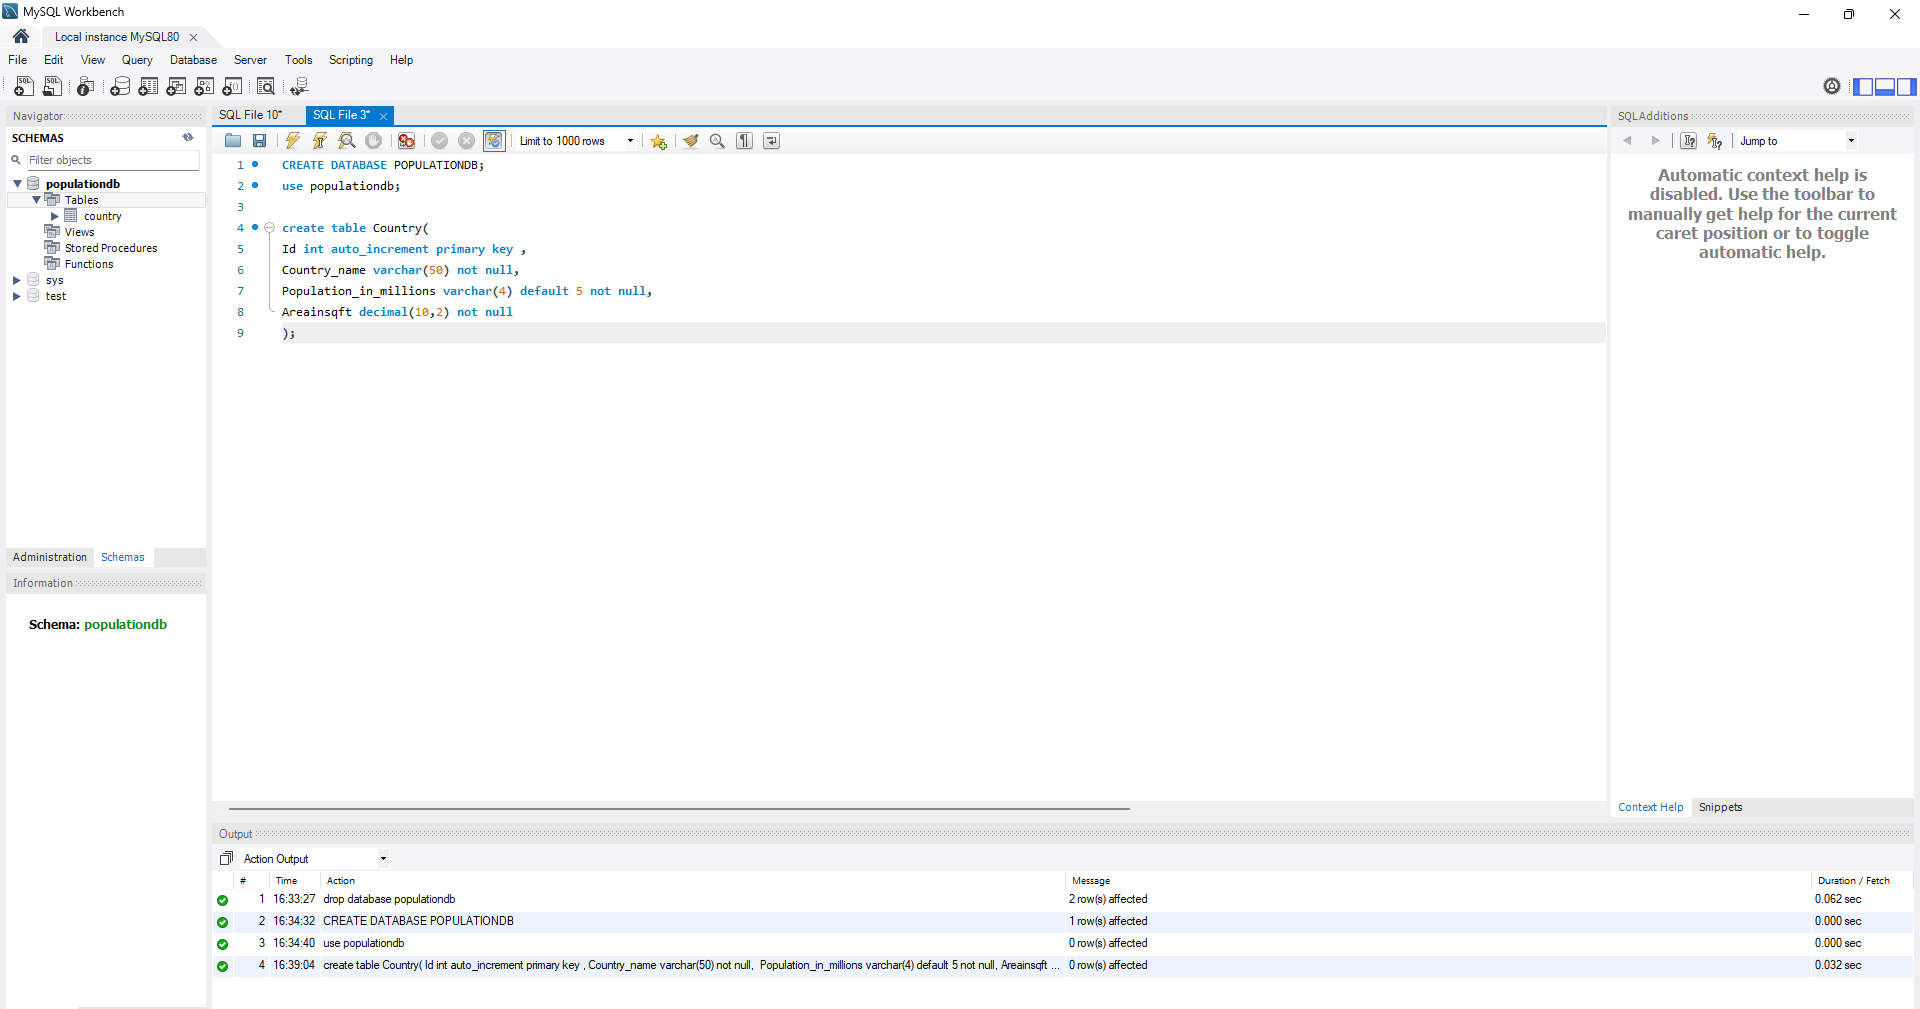 MySQL Workbench
Local instance MySQL80
File Edit View Query Database Server Tools Scripting Help
Navigator
SCHEMAS
Filter objects
populationdb
Tables
country
Views
Stored Procedures
Functions
sys
test
Administration Schemas
Information
Schema: populationdb
SQL File 10* SQL File 3*
Limit to 1000 rows
1 CREATE DATABASE POPULATIONDB;
2 use populationdb;
3
4 create table Country(
5 Id int auto_increment primary key ,
6 Country_name varchar(50) not null,
7 Population_in_millions varchar(4) default 5 not null,
8 Areainsqft decimal(10,2) not null
9 );
SQLAdditions
Jump to
Automatic context help is
disabled. Use the toolbar to
manually get help for the current
caret position or to toggle
automatic help.
Context Help Snippets
Output
Action Output
# Time Action Message Duration / Fetch
1 16:33:27 drop database populationdb 2 row(s) affected 0.062 sec
2 16:34:32 CREATE DATABASE POPULATIONDB 1 row(s) affected 0.000 sec
3 16:34:40 use populationdb 0 row(s) affected 0.000 sec
4 16:39:04 create table Country( Id int auto_increment primary key , Country_name varchar(50) not null, Population_in_millions varchar(4) default 5 not null, Areainsqft ... 0 row(s) affected 0.032 sec